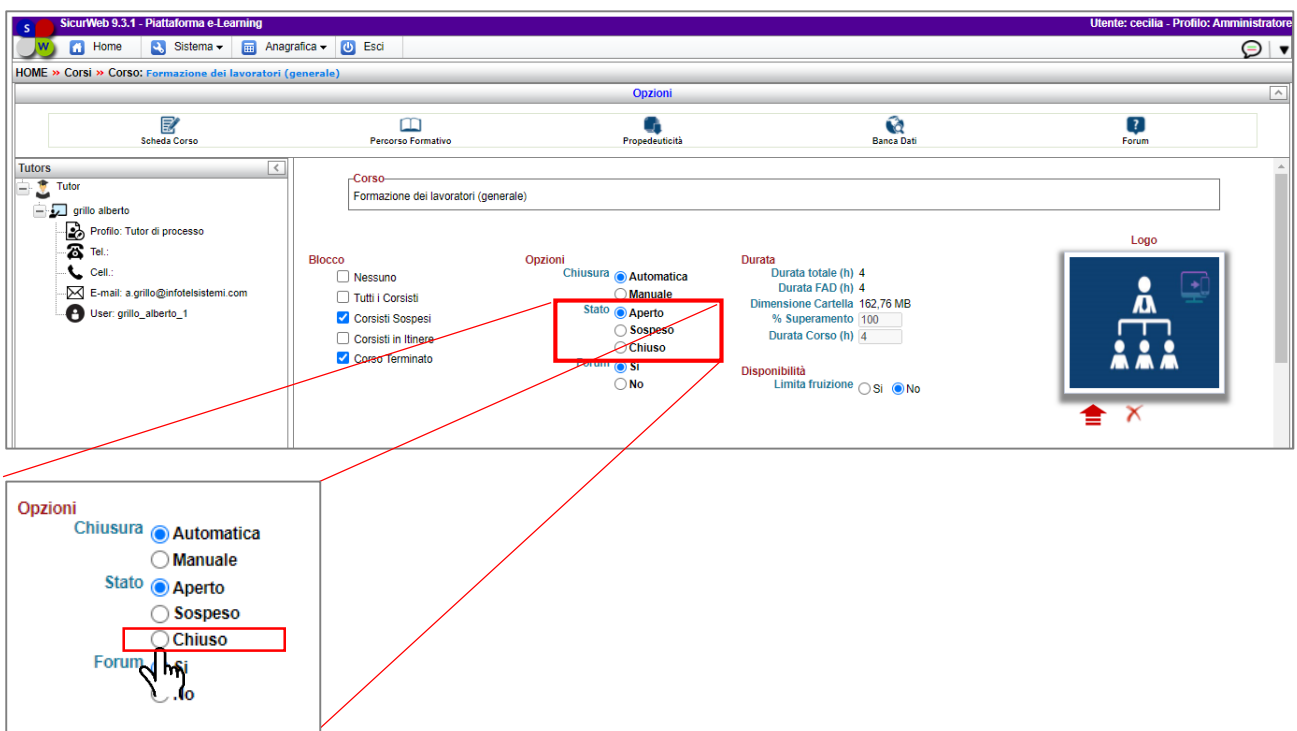 SicurWeb 9.3.1 - Piattaforma e-Learning
Utente: cecilia - Profilo: Amministratore
S
W
Home
Sistema
Anagrafica
Esci
HOME » Corsi » Corso: Formazione dei lavoratori (generale)
Opzioni
Scheda Corso
Percorso Formativo
Propedeuticità
Banca Dati
Forum
Tutors
Tutor
grillo alberto
Profilo: Tutor di processo
Tel.:
Cell.:
E-mail: a.grillo@infotelsistemi.com
User: grillo_alberto_1
Corso
Formazione dei lavoratori (generale)
Blocco
Nessuno
Tutti i Corsisti
Corsisti Sospesi
Corsisti in Itinere
Corso Terminato
Opzioni
Chiusura Automatica
Manuale
Stato Aperto
Sospeso
Chiuso
Forum Si
No
Durata
Durata totale (h) 4
Durata FAD (h) 4
Dimensione Cartella 162,76 MB
% Superamento 100
Durata Corso (h) 4
Disponibilità
Limita fruizione Si No
Logo
Opzioni
Chiusura Automatica
Manuale
Stato Aperto
Sospeso
Chiuso
Forum Si
No